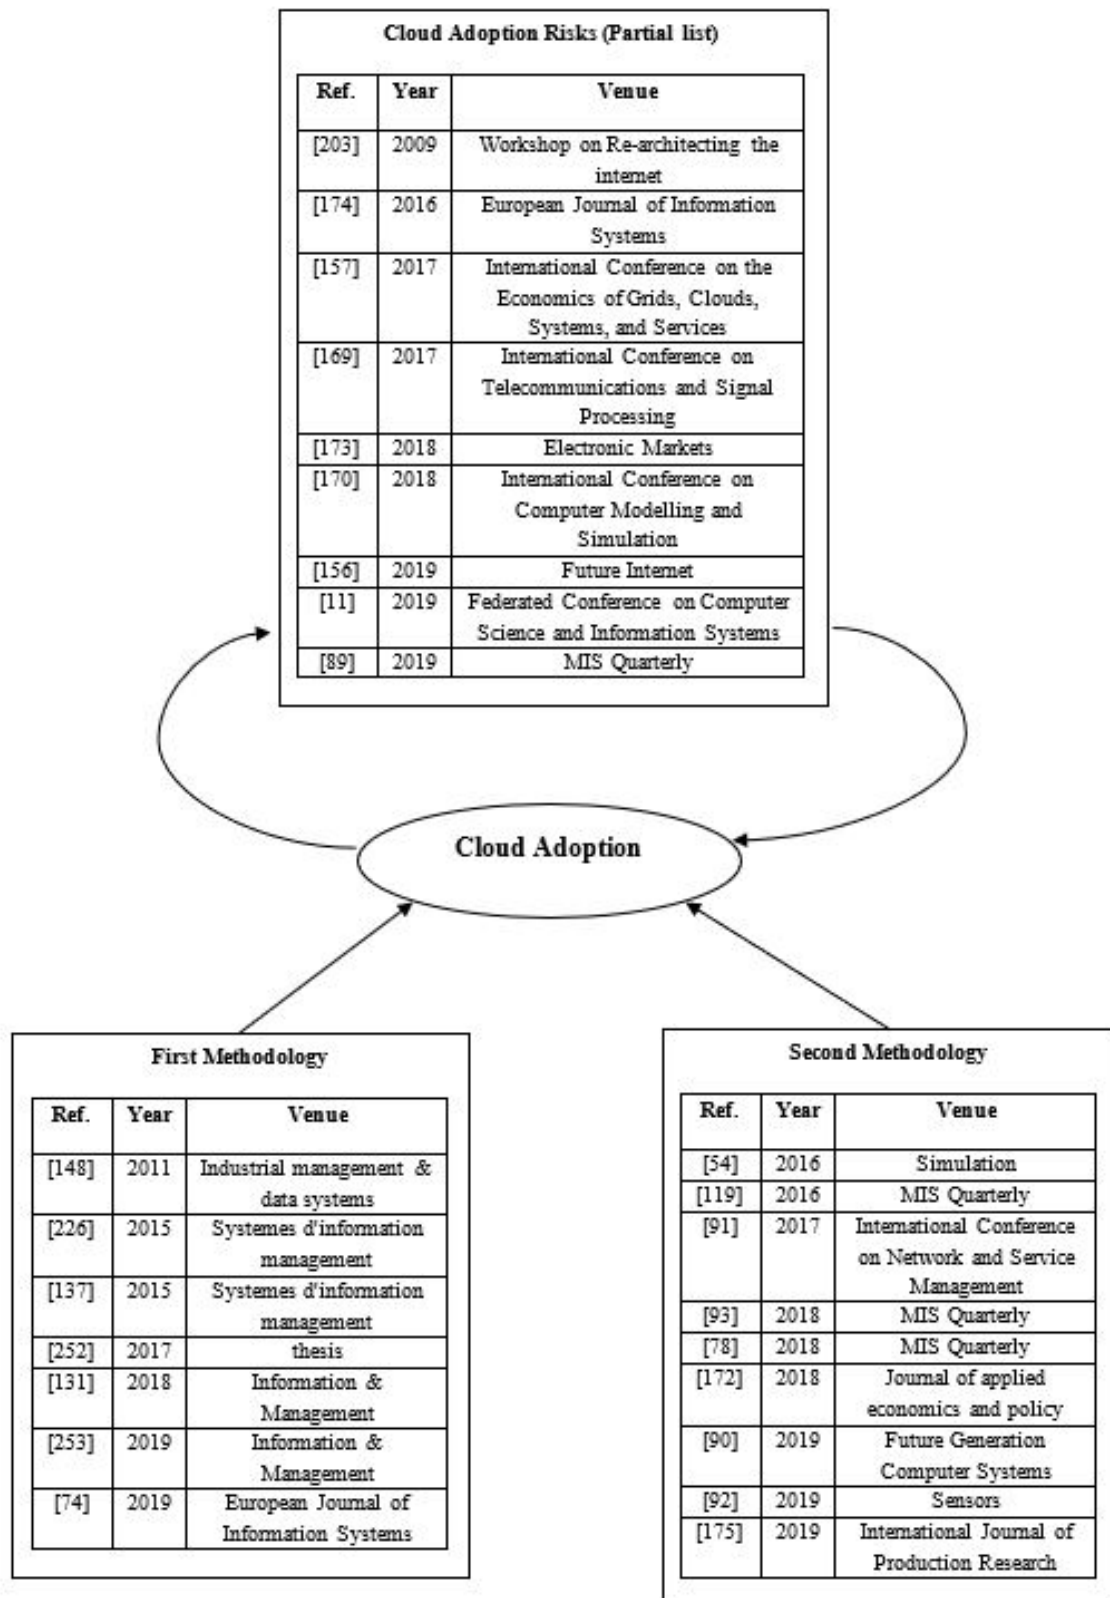 Cloud Adoption Risks (Partial list)
Ref. Year Venue
[203] 2009 Workshop on Re-architecting the
internet
[174] 2016 European Journal of Information
Systems
[157] 2017 International Conference on the
Economics of Grids, Clouds,
Systems, and Services
[169] 2017 International Conference on
Telecommunications and Signal
Processing
[173] 2018 Electronic Markets
[170] 2018 International Conference on
Computer Modelling and
Simulation
[156] 2019 Future Internet
[11] 2019 Federated Conference on Computer
Science and Information Systems
[89] 2019 MIS Quarterly
Cloud Adoption
First Methodology
Ref. Year Venue
[148] 2011 Industrial management &
data systems
[226] 2015 Systemes d'information
management
[137] 2015 Systemes d'information
management
[252] 2017 thesis
[131] 2018 Information &
Management
[253] 2019 Information &
Management
[74] 2019 European Journal of
Information Systems
Second Methodology
Ref. Year Venue
[54] 2016 Simulation
[119] 2016 MIS Quarterly
[91] 2017 International Conference
on Network and Service
Management
[93] 2018 MIS Quarterly
[78] 2018 MIS Quarterly
[172] 2018 Journal of applied
economics and policy
[90] 2019 Future Generation
Computer Systems
[92] 2019 Sensors
[175] 2019 International Journal of
Production Research